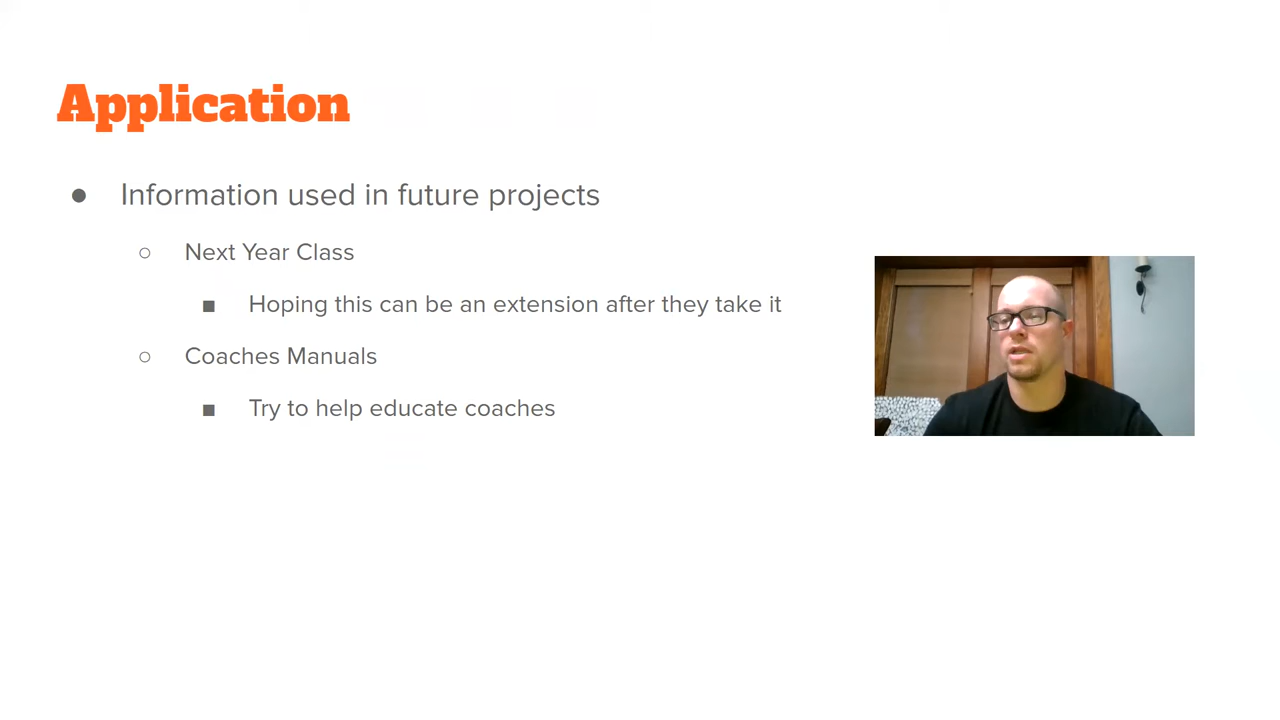 Application
● Information used in future projects
○ Next Year Class
■ Hoping this can be an extension after they take it
○ Coaches Manuals
■ Try to help educate coaches